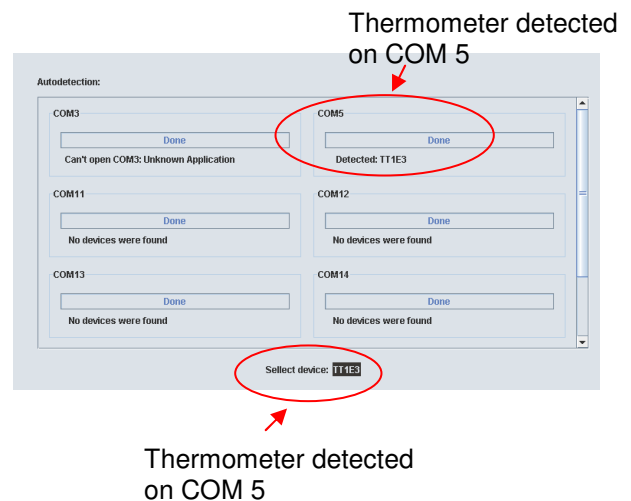 Thermometer detected
on COM 5
Autodetection:
COM3
Done
Can't open COM3: Unknown Application
COM5
Done
Detected: TT1E3
COM11
Done
No devices were found
COM12
Done
No devices were found
COM13
Done
No devices were found
COM14
Done
No devices were found
Sellect device: TT1E3
Thermometer detected
on COM 5